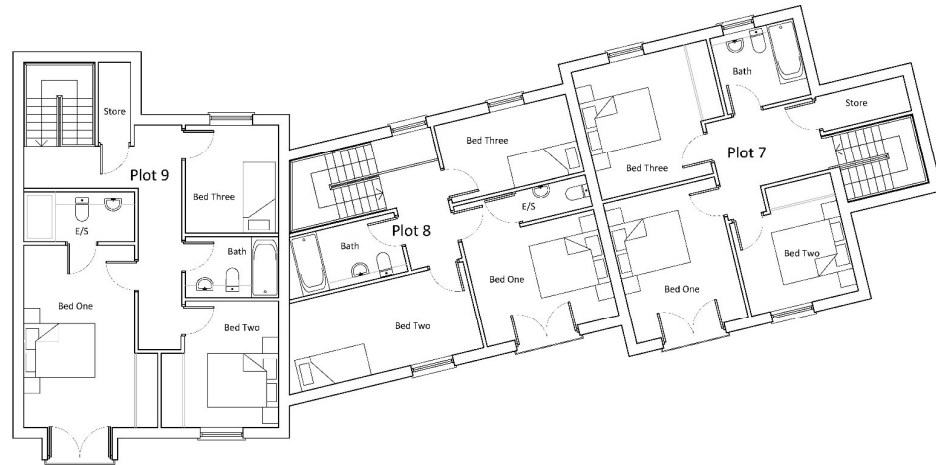 Store
Plot 9
Bed Three
E/S
Bath
Bed One
Bed Two
Bed Three
E/S
Plot 8
Bath
Bed One
Bed Two
Bath
Store
Bed Three
Plot 7
Bed Two
Bed One